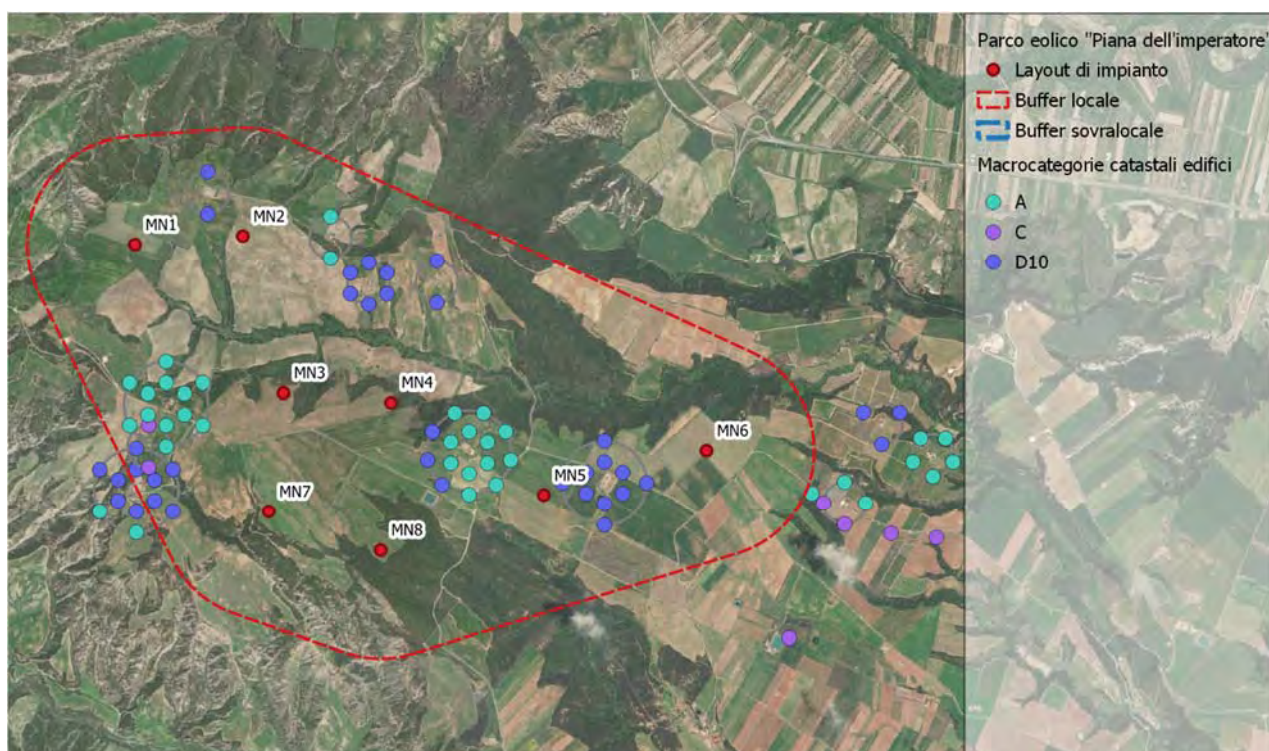 Parco eolico "Piana dell'imperatore"
Layout di impianto
Buffer locale
Buffer sovralocale
Macrocategorie catastali edifici
A
C
D10
MN1
MN2
MN3
MN4
MN5
MN6
MN7
MN8